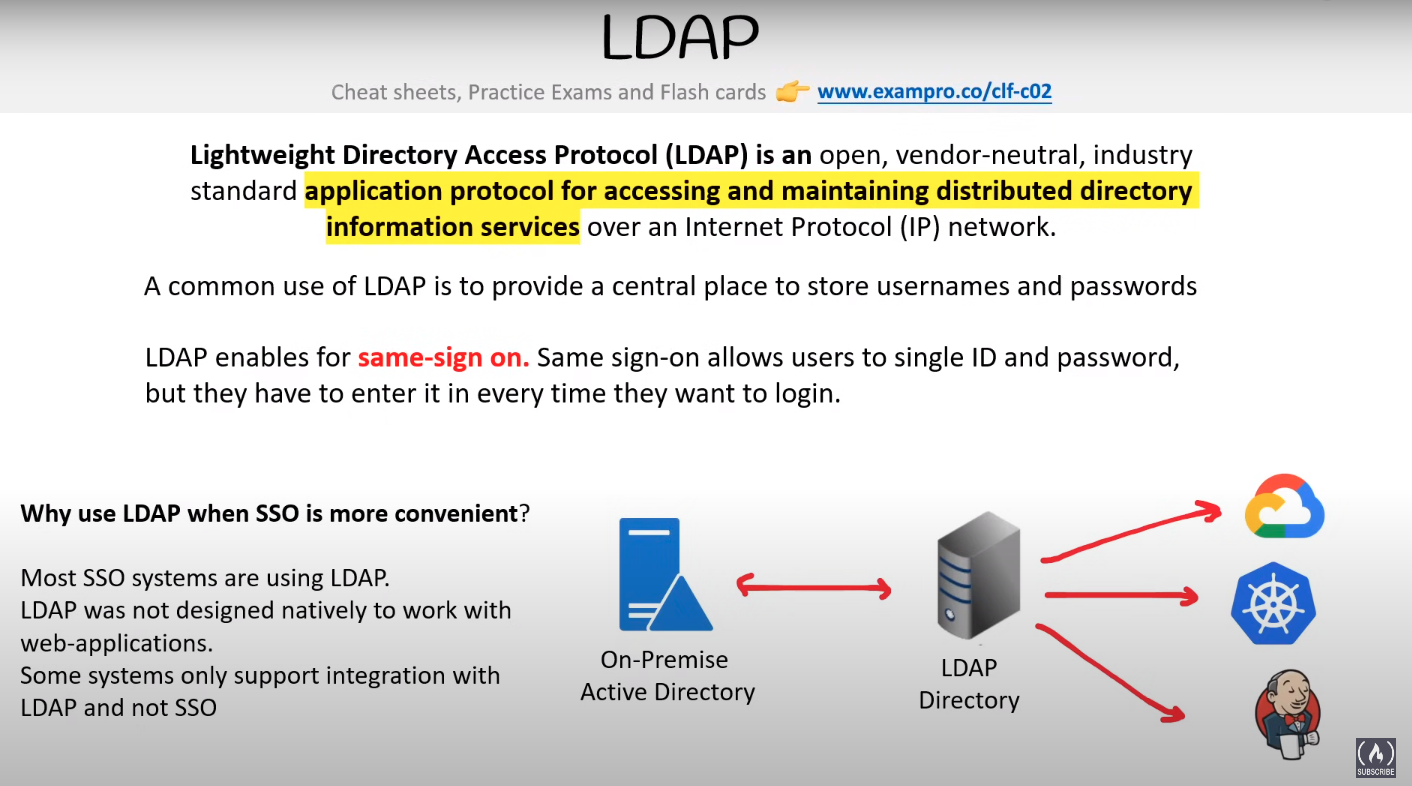 LDAP
Cheat sheets, Practice Exams and Flash cards 👉 www.exampro.co/clf-c02
Lightweight Directory Access Protocol (LDAP) is an open, vendor-neutral, industry
standard application protocol for accessing and maintaining distributed directory
information services over an Internet Protocol (IP) network.
A common use of LDAP is to provide a central place to store usernames and passwords
LDAP enables for same-sign on. Same sign-on allows users to single ID and password,
but they have to enter it in every time they want to login.
Why use LDAP when SSO is more convenient?
Most SSO systems are using LDAP.
LDAP was not designed natively to work with
web-applications.
Some systems only support integration with
LDAP and not SSO
On-Premise
Active Directory
LDAP
Directory
SUBSCRIBE